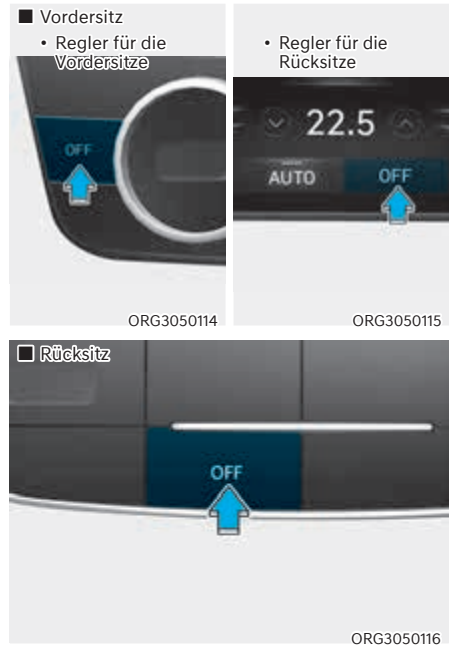 ■ Vordersitz
• Regler für die
Vordersitze
OFF
ORG3050114
• Regler für die
Rücksitze
22.5
AUTO
OFF
ORG3050115
■ Rücksitz
OFF
ORG3050116